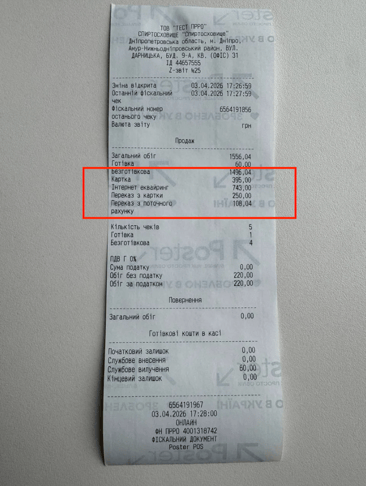 ТОВ "ТЕСТ ПРРО"
СПИРТОСХОВИЩЕ "Спиртосховище"
Дніпропетровська область, м. Дніпро,
Амур-Нижньодніпровський район, ВУЛ.
ДАРНИЦЬКА, БУД. 9-А, КВ. (ОФІС) 31
ІД 44657555
Z-звіт №25
Зміна відкрита 03.04.2026 17:26:59
Останній фіскальний 03.04.2026 17:27:59
чек
Фіскальний номер 6564191856
останього чеку
Валюта звіту грн
Продаж
Загальний обіг 1556,04
Готівка 60,00
Безготівкова 1496,04
Картка 395,00
Інтернет еквайринг 743,00
Переказ з картки 250,00
Переказ з поточного 108,04
рахунку
Кількість чеків 5
Готівка 1
Безготівкова 4
ПДВ Г 0%
Сума податку 0,00
Обіг без податку 220,00
Обіг за податком 220,00
Повернення
Загальний обіг 0,00
Готівкові кошти в касі
Початковий залишок 0,00
Службове внесення 0,00
Службове вилучення 60,00
Кінцевий залишок 0,00
6564191967
03.04.2026 17:28:00
ОНЛАЙН
ФН ПРРО 4001318742
ФІСКАЛЬНИЙ ДОКУМЕНТ
Poster POS